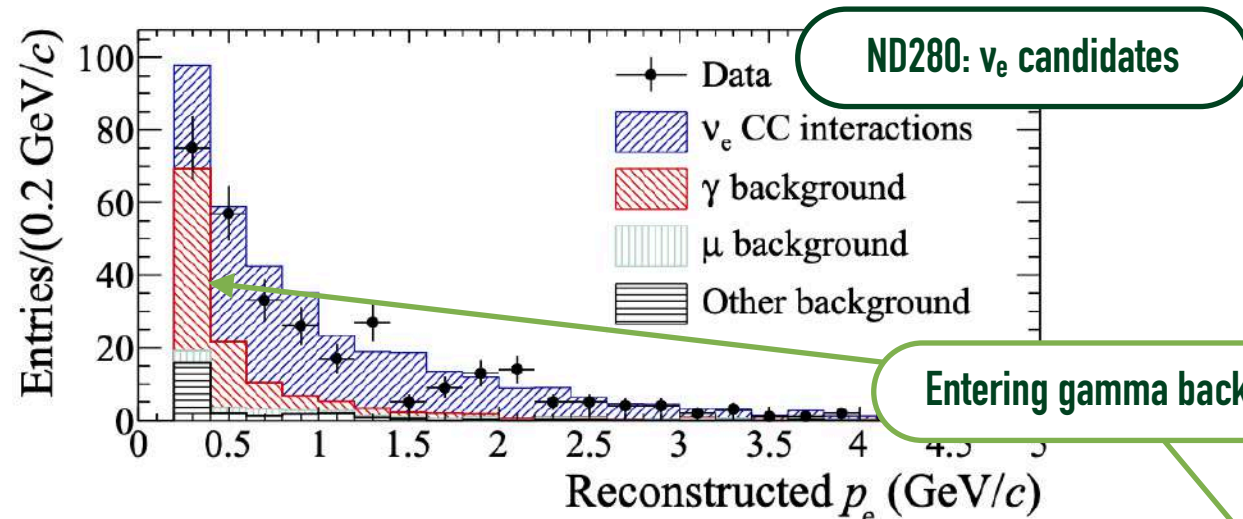 ND280: νe candidates
Data
νe CC interactions
γ background
μ background
Other background
Entering gamma back
Entries/(0.2 GeV/c)
100
80
60
40
20
0
0 0.5 1 1.5 2 2.5 3 3.5 4 4.5 5
Reconstructed pe (GeV/c)